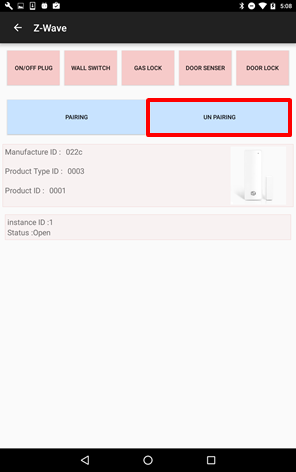 5:08
Z-Wave
ON/OFF PLUG WALL SWITCH GAS LOCK DOOR SENSER DOOR LOCK
PAIRING UN PAIRING
Manufacture ID : 022c
Product Type ID : 0003
Product ID : 0001
instance ID :1
Status :Open